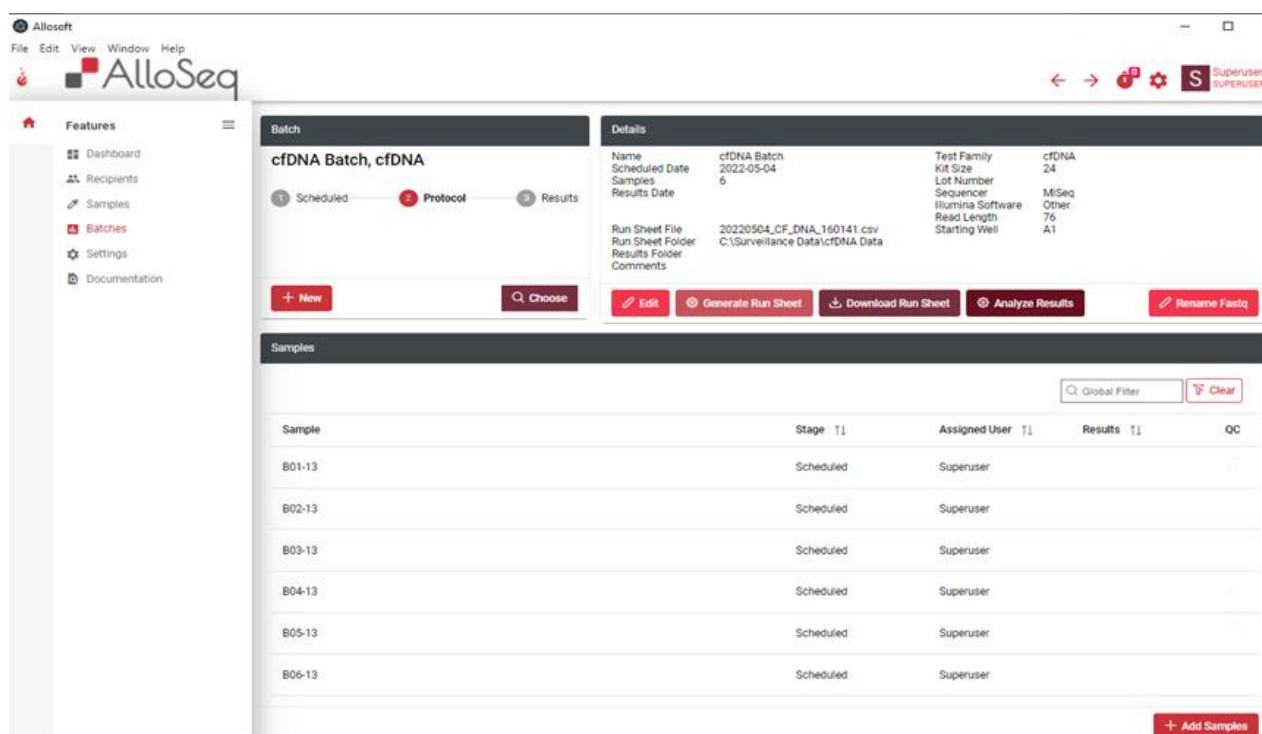 Allosoft
File Edit View Window Help
AlloSeq
0
S
Superuser
SUPERUSER
Features
Dashboard
Recipients
Samples
Batches
Settings
Documentation
Batch
cfDNA Batch, cfDNA
1 Scheduled 2 Protocol 3 Results
+ New
Choose
Details
Name cfDNA Batch
Scheduled Date 2022-05-04
Samples 6
Results Date
Run Sheet File 20220504_CF_DNA_160141.csv
Run Sheet Folder C:\Surveillance Data\cfDNA Data
Results Folder
Comments
Test Family cfDNA
Kit Size 24
Lot Number
Sequencer MiSeq
Illumina Software Other
Read Length 76
Starting Well A1
Edit Generate Run Sheet Download Run Sheet Analyze Results Rename Fastq
Samples
Global Filter Clear
Sample Stage Assigned User Results QC
B01-13 Scheduled Superuser
B02-13 Scheduled Superuser
B03-13 Scheduled Superuser
B04-13 Scheduled Superuser
B05-13 Scheduled Superuser
B06-13 Scheduled Superuser
+ Add Samples